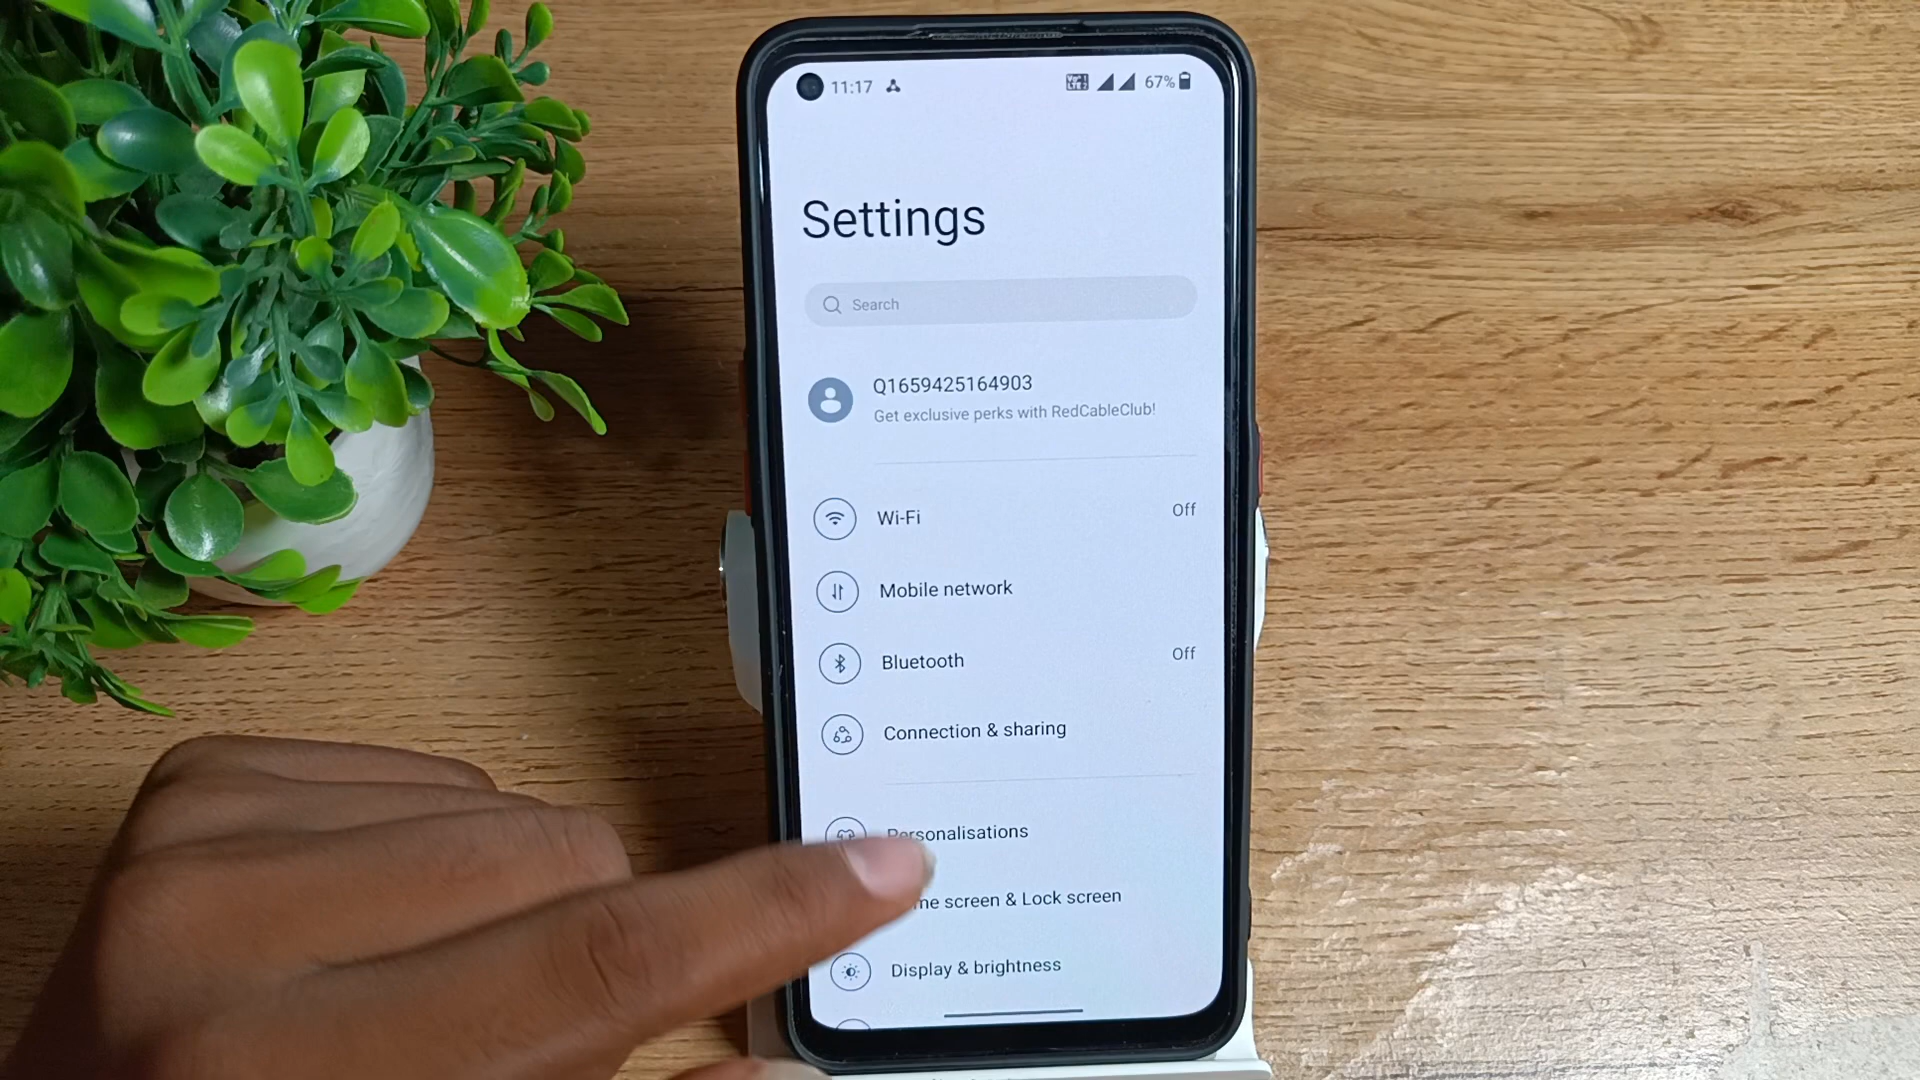 11:17
67%
Settings
Search
Q1659425164903
Get exclusive perks with RedCableClub!
Wi-Fi
Off
Mobile network
Bluetooth
Off
Connection & sharing
Personalisations
screen & Lock screen
Display & brightness